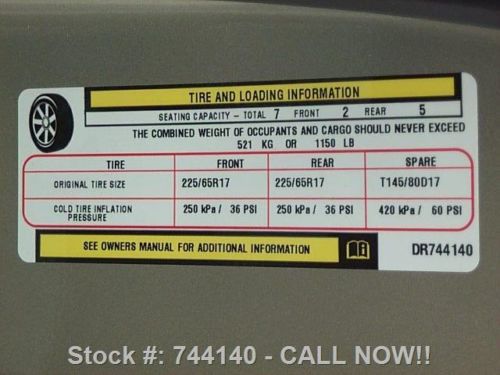 TIRE AND LOADING INFORMATION
SEATING CAPACITY - TOTAL 7 FRONT 2 REAR 5
THE COMBINED WEIGHT OF OCCUPANTS AND CARGO SHOULD NEVER EXCEED
521 KG OR 1150 LB
TIRE FRONT REAR SPARE
ORIGINAL TIRE SIZE 225/65R17 225/65R17 T145/80D17
COLD TIRE INFLATION PRESSURE 250 kPa / 36 PSI 250 kPa / 36 PSI 420 kPa / 60 PSI
SEE OWNERS MANUAL FOR ADDITIONAL INFORMATION DR744140
Stock #: 744140 - CALL NOW!!